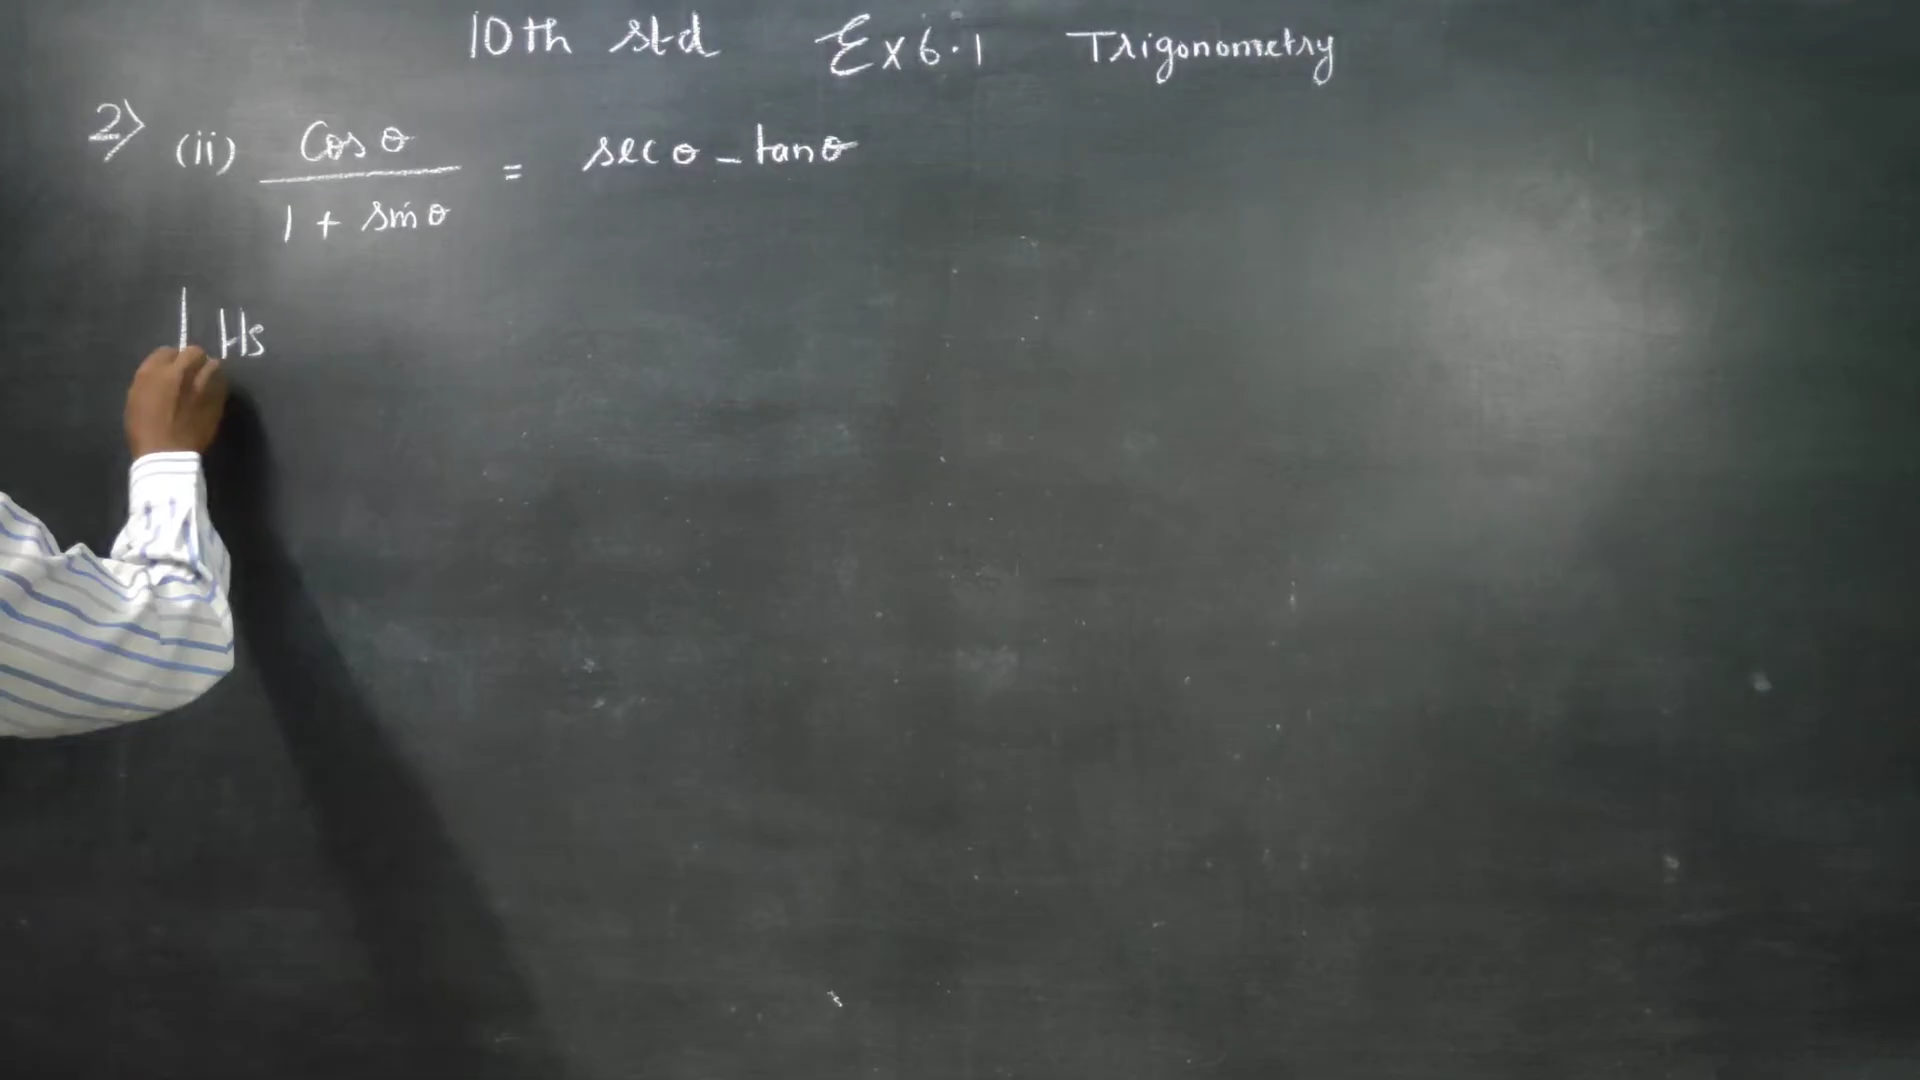 10th std Ex 6.1 Trigonometry
2) (ii) Cos θ / 1 + sin θ = sec θ - tan θ
LHS